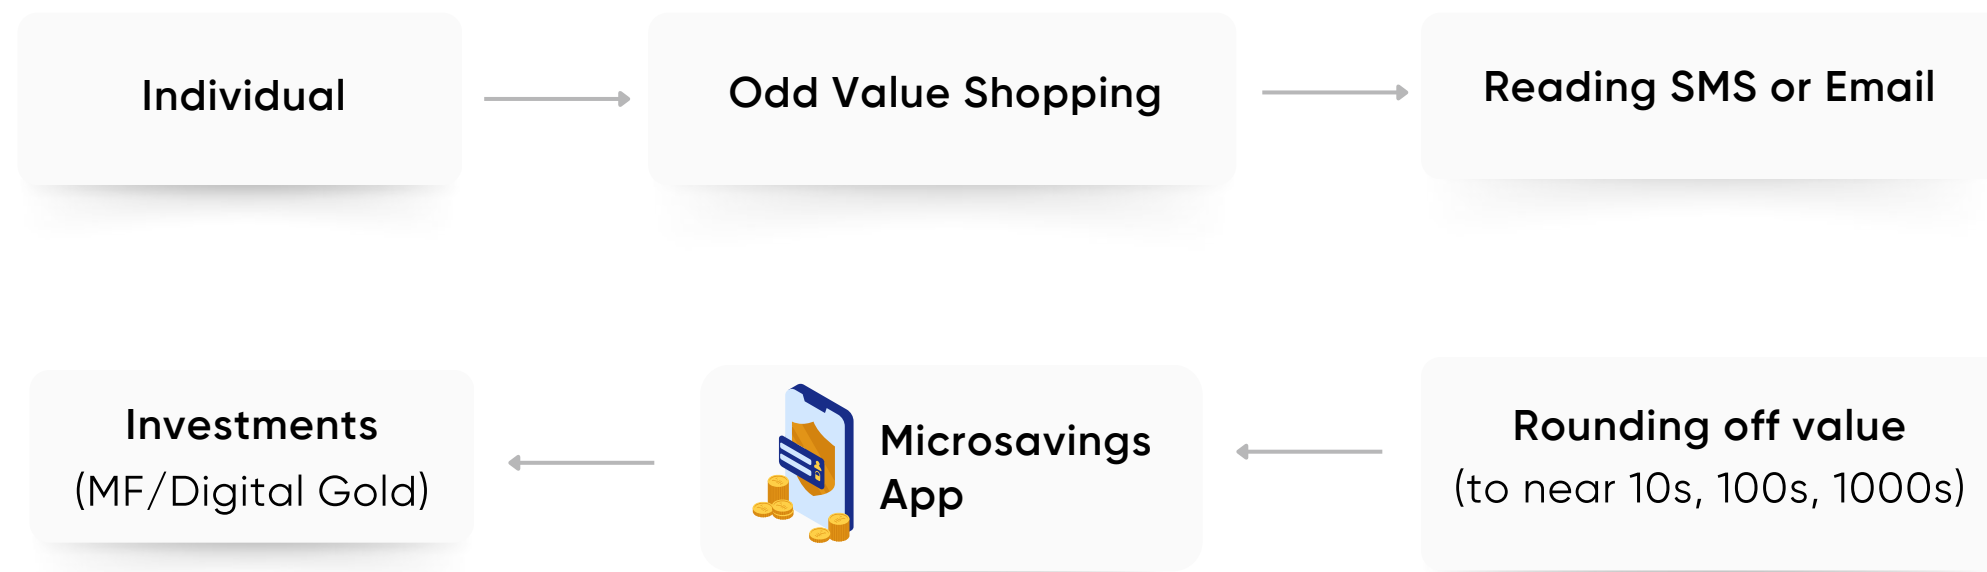 Individual
Odd Value Shopping
Reading SMS or Email
Investments
(MF/Digital Gold)
Microsavings
App
Rounding off value
(to near 10s, 100s, 1000s)